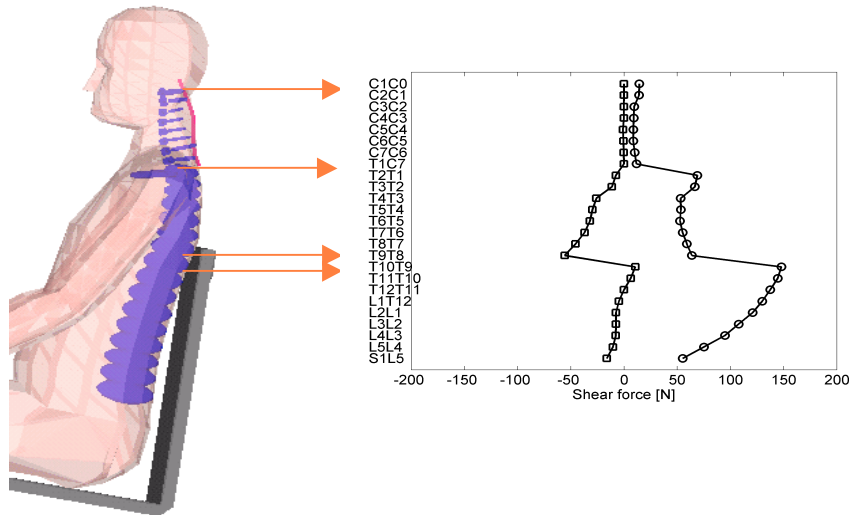 C1C0
C2C1
C3C2
C4C3
C5C4
C6C5
C7C6
T1C7
T2T1
T3T2
T4T3
T5T4
T6T5
T7T6
T8T7
T9T8
T10T9
T11T10
T12T11
L1T12
L2L1
L3L2
L4L3
L5L4
S1L5
-200 -150 -100 -50 0 50 100 150 200
Shear force [N]